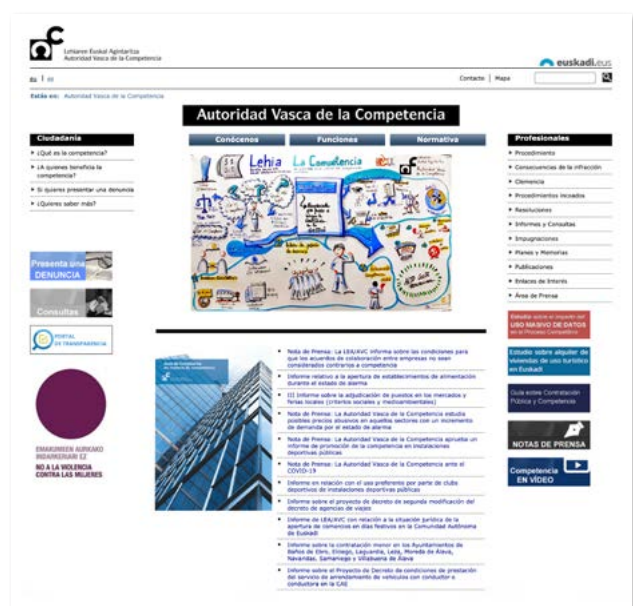 Lehiaren Euskal Agintaritza
Autoridad Vasca de la Competencia
euskadi.eus
eu | es
Contacto | Mapa
Estás en: Autoridad Vasca de la Competencia
Autoridad Vasca de la Competencia
Ciudadanía
¿Qué es la competencia?
¿A quienes beneficia la
competencia?
Si quieres presentar una denuncia
¿Quieres saber más?
Presenta una
DENUNCIA
Consultas
PORTAL
DE TRANSPARENCIA
EMAKUMEEN AURKAKO
INDARKERIARI EZ
NO A LA VIOLENCIA
CONTRA LAS MUJERES
Conócenos
Funciones
Normativa
Lehia
La Competencia
Nota de Prensa: La LEA/AVC informa sobre las condiciones para
que los acuerdos de colaboración entre empresas no sean
considerados contrarios a competencia
Informe relativo a la apertura de establecimientos de alimentación
durante el estado de alarma
III Informe sobre la adjudicación de puestos en los mercados y
ferias locales (criterios sociales y medioambientales)
Nota de Prensa: La Autoridad Vasca de la Competencia estudia
posibles precios abusivos en aquellos sectores con un incremento
de demanda por el estado de alarma
Nota de Prensa: La Autoridad Vasca de la Competencia aprueba un
informe de promoción de la competencia en instalaciones
deportivas públicas
Nota de Prensa: La Autoridad Vasca de la Competencia ante el
COVID-19
Informe en relación con el uso preferente por parte de clubs
deportivos de instalaciones deportivas públicas
Informe sobre el proyecto de decreto de segunda modificación del
decreto de agencias de viajes
Informe de LEA/AVC con relación a la situación jurídica de la
apertura de comercios en días festivos en la Comunidad Autónoma
de Euskadi
Informe sobre la contratación menor en los Ayuntamientos de
Baños de Ebro, Elciego, Laguardia, Leza, Moreda de Álava,
Navaridas, Samaniego y Villabuena de Álava
Informe sobre el Proyecto de Decreto de condiciones de prestación
del servicio de arrendamiento de vehículos con conductor o
conductora en la CAE
Profesionales
Procedimiento
Consecuencias de la infracción
Clemencia
Procedimientos incoados
Resoluciones
Informes y Consultas
Impugnaciones
Planes y Memorias
Publicaciones
Enlaces de Interés
Área de Prensa
Estudio sobre el impacto del
USO MASIVO DE DATOS
en el Proceso Competitivo
Estudio sobre alquiler de
viviendas de uso turístico
en Euskadi
Guía sobre Contratación
Pública y Competencia
NOTAS DE PRENSA
Competencia
EN VÍDEO